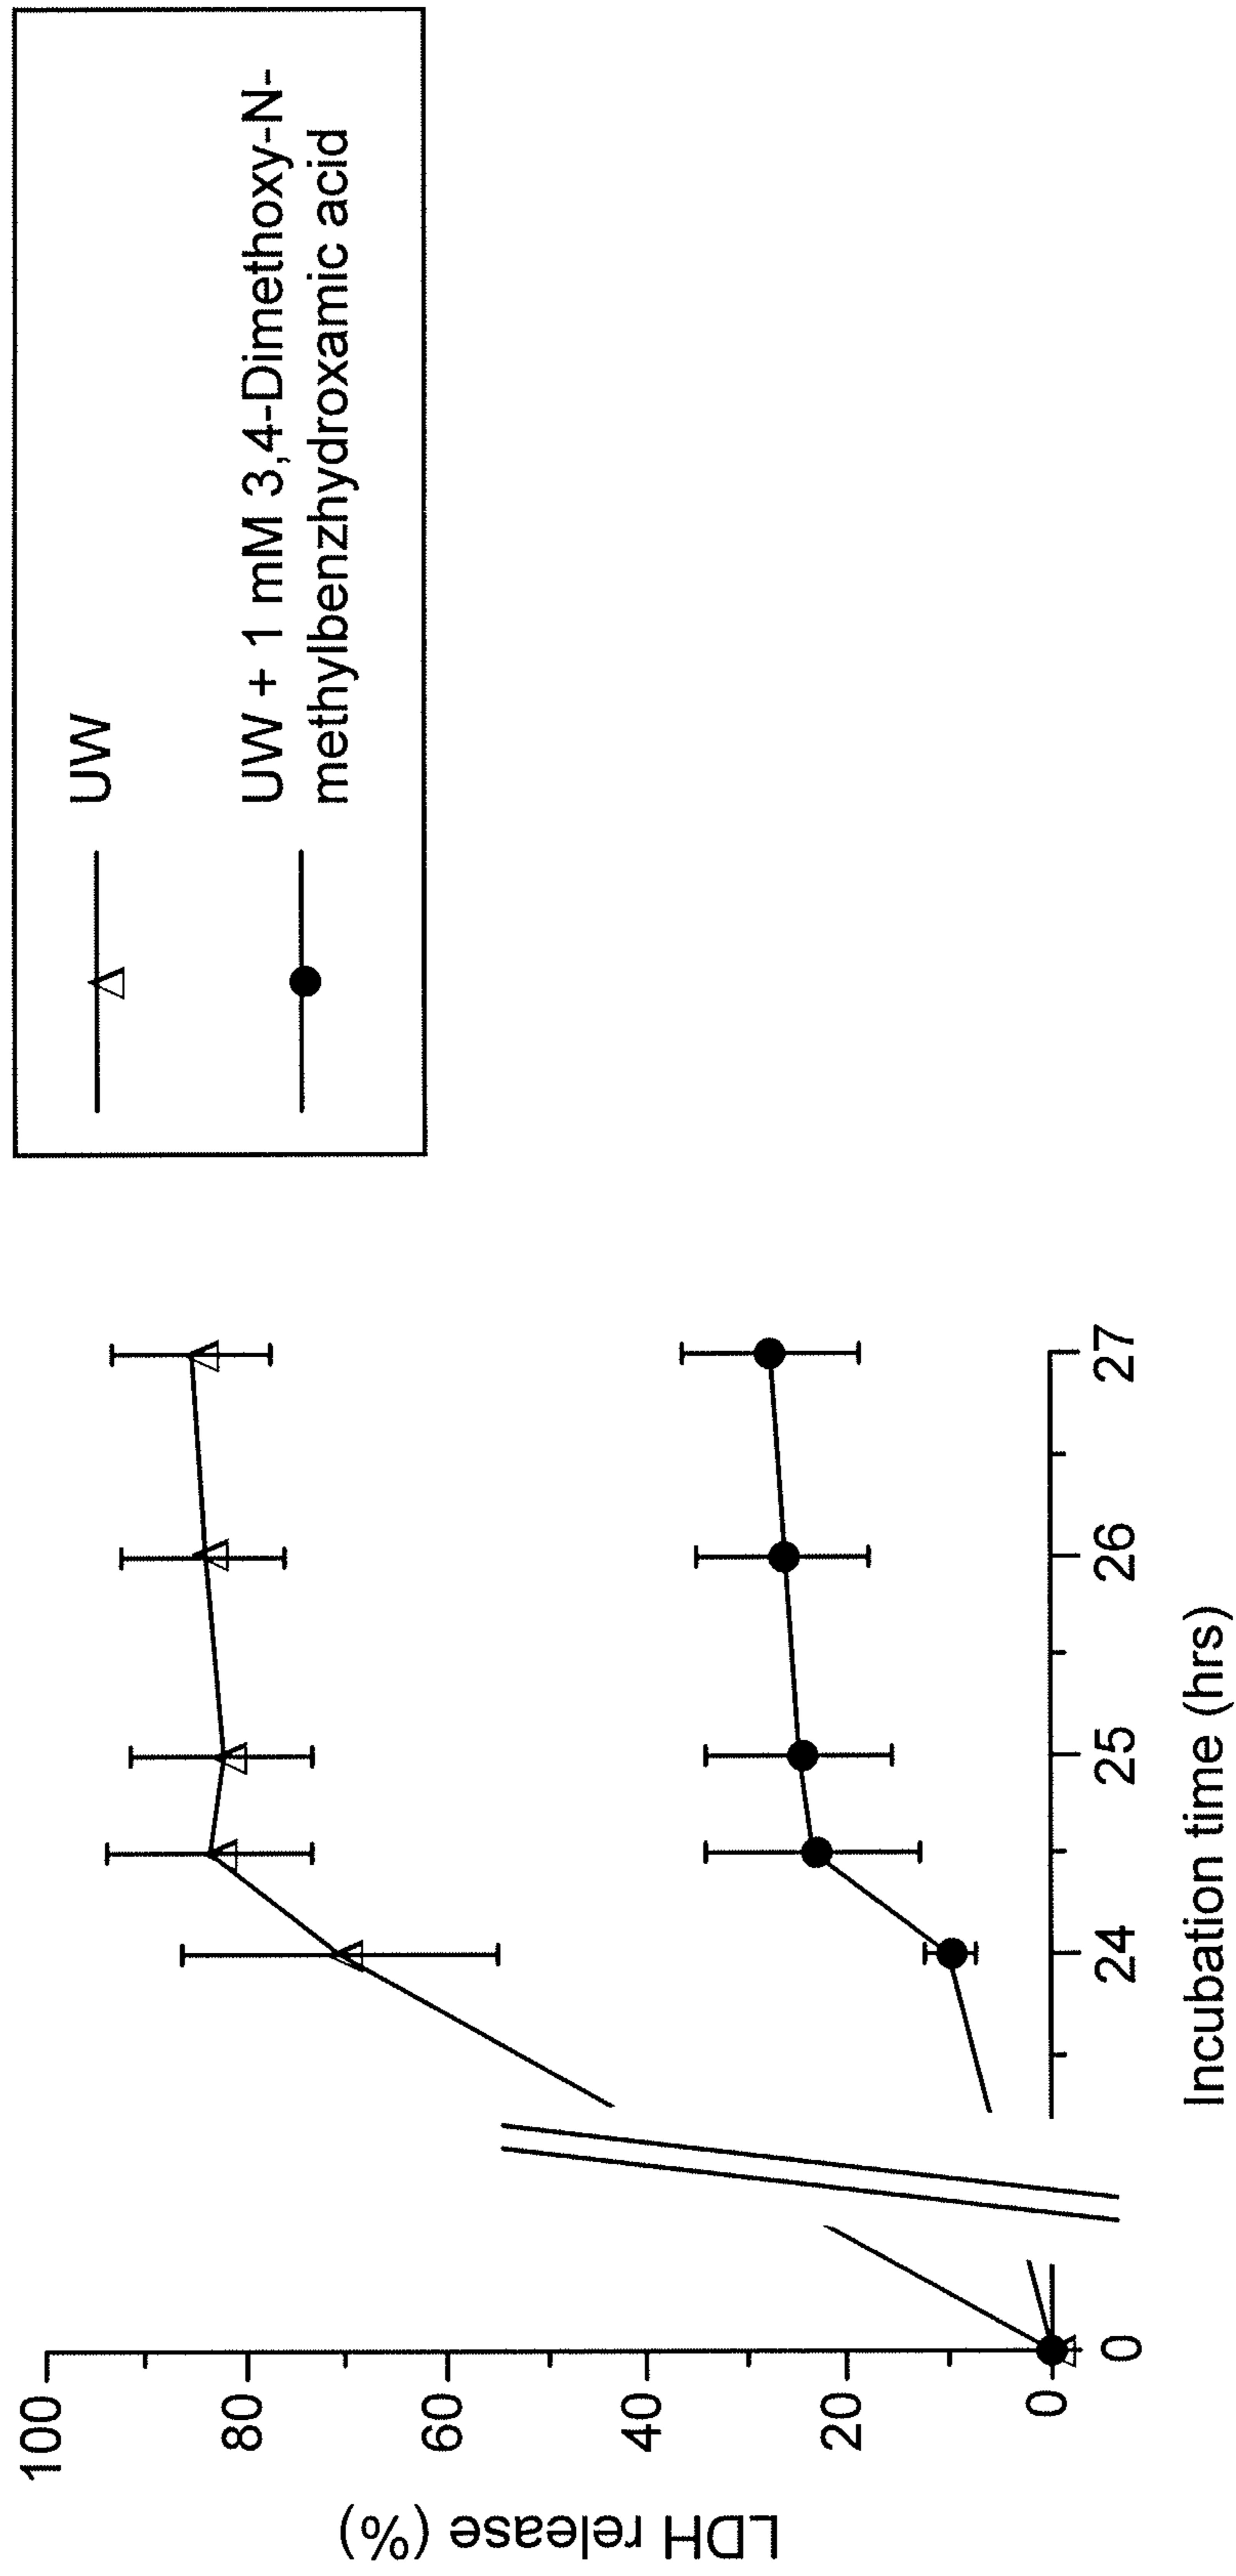 UW
UW + 1 mM 3,4-Dimethoxy-N-
methylbenzhydroxamic acid
LDH release (%)
100
80
60
40
20
0
0
24
25
26
27
Incubation time (hrs)